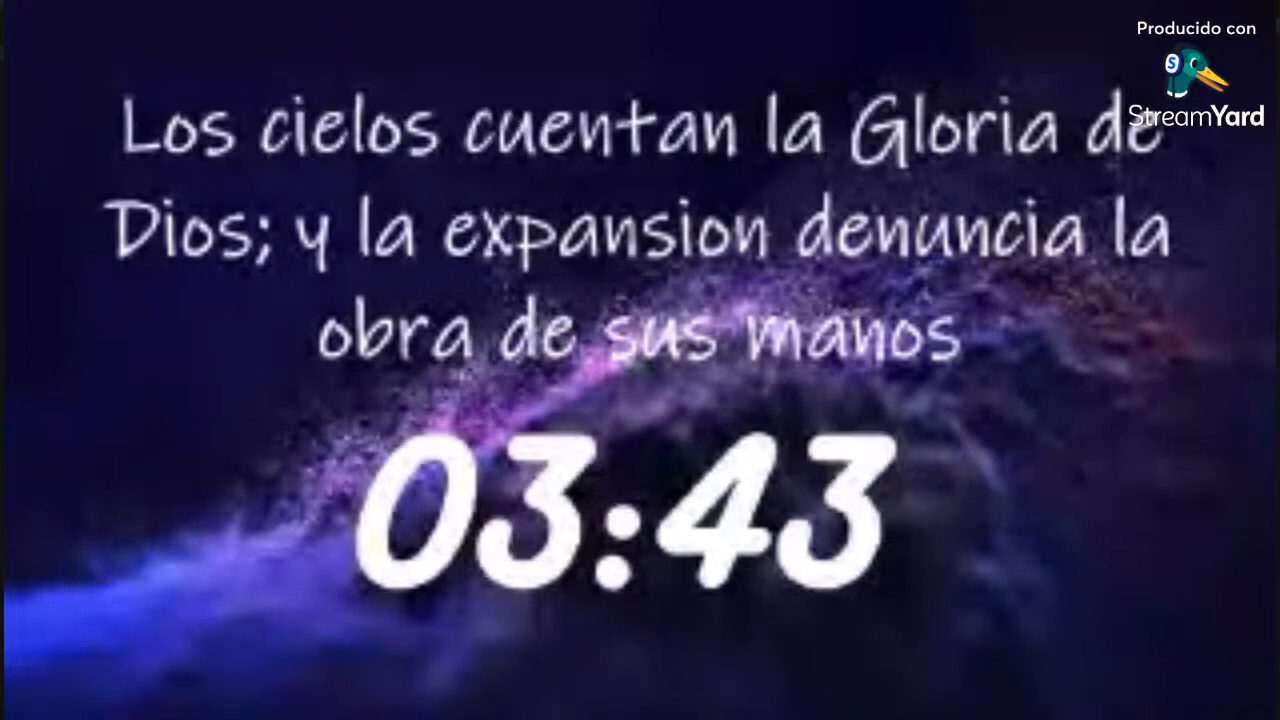 Producido con
StreamYard
Los cielos cuentan la Gloria de
Dios; y la expansion denuncia la
obra de sus manos
03:43